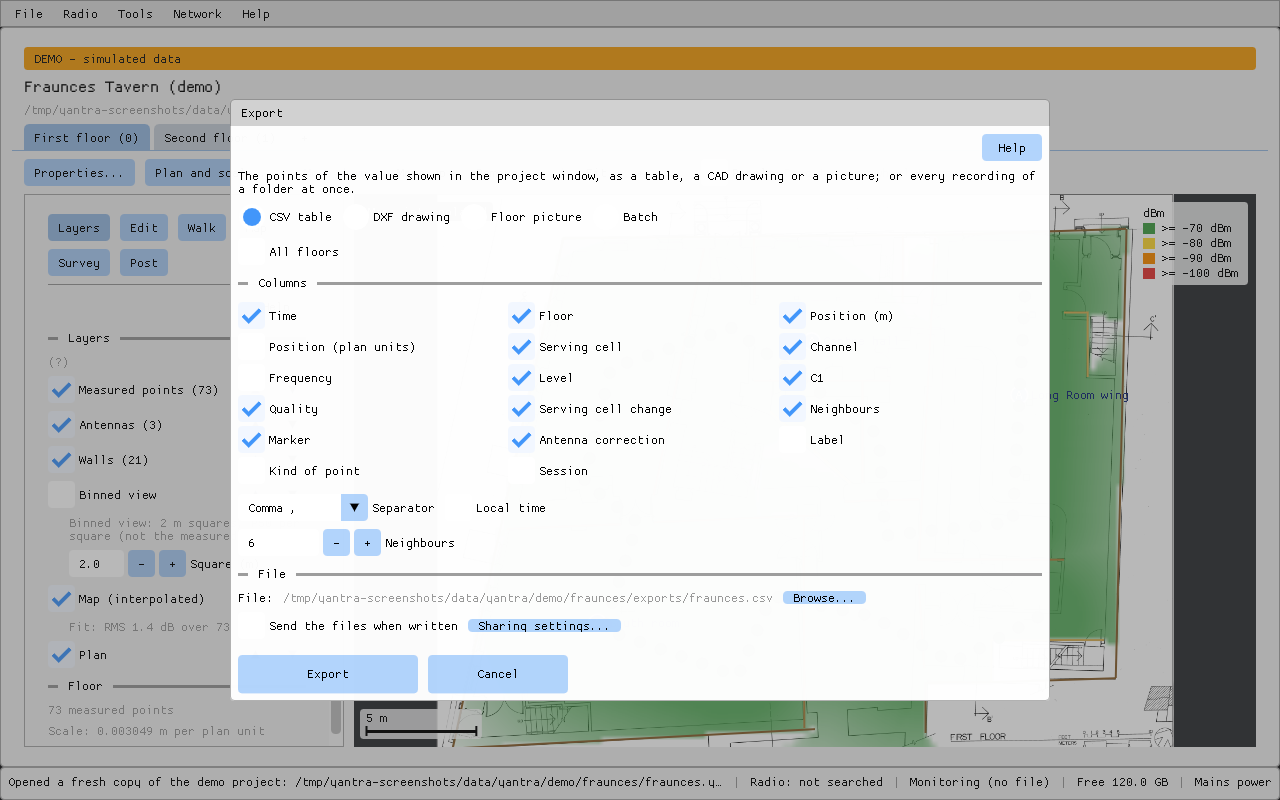 File Radio Tools Network Help
DEMO - simulated data
Fraunces Tavern (demo)
/tmp/yantra-screenshots/data/
First floor (0) Second flo
Properties... Plan and sc
Export
Help
The points of the value shown in the project window, as a table, a CAD drawing or a picture; or every recording of
a folder at once.
CSV table DXF drawing Floor picture Batch
All floors
Columns
Time Floor Position (m)
Position (plan units) Serving cell Channel
Frequency Level C1
Quality Serving cell change Neighbours
Marker Antenna correction Label
Kind of point Session
Comma , ▼ Separator Local time
6 - + Neighbours
File
File: /tmp/yantra-screenshots/data/yantra/demo/fraunces/exports/fraunces.csv Browse...
Send the files when written Sharing settings...
Export Cancel
Layers Edit Walk
Survey Post
Layers
(?)
Measured points (73)
Antennas (3)
Walls (21)
Binned view
Binned view: 2 m square
square (not the measure
2.0 - + Square
Map (interpolated)
Fit: RMS 1.4 dB over 73
Plan
Floor
73 measured points
Scale: 0.003049 m per plan unit
dBm
>= -70 dBm
>= -80 dBm
>= -90 dBm
>= -100 dBm
g Room wing
5 m
FIRST FLOOR
Opened a fresh copy of the demo project: /tmp/yantra-screenshots/data/yantra/demo/fraunces/fraunces.y… | Radio: not searched | Monitoring (no file) | Free 120.0 GB | Mains power